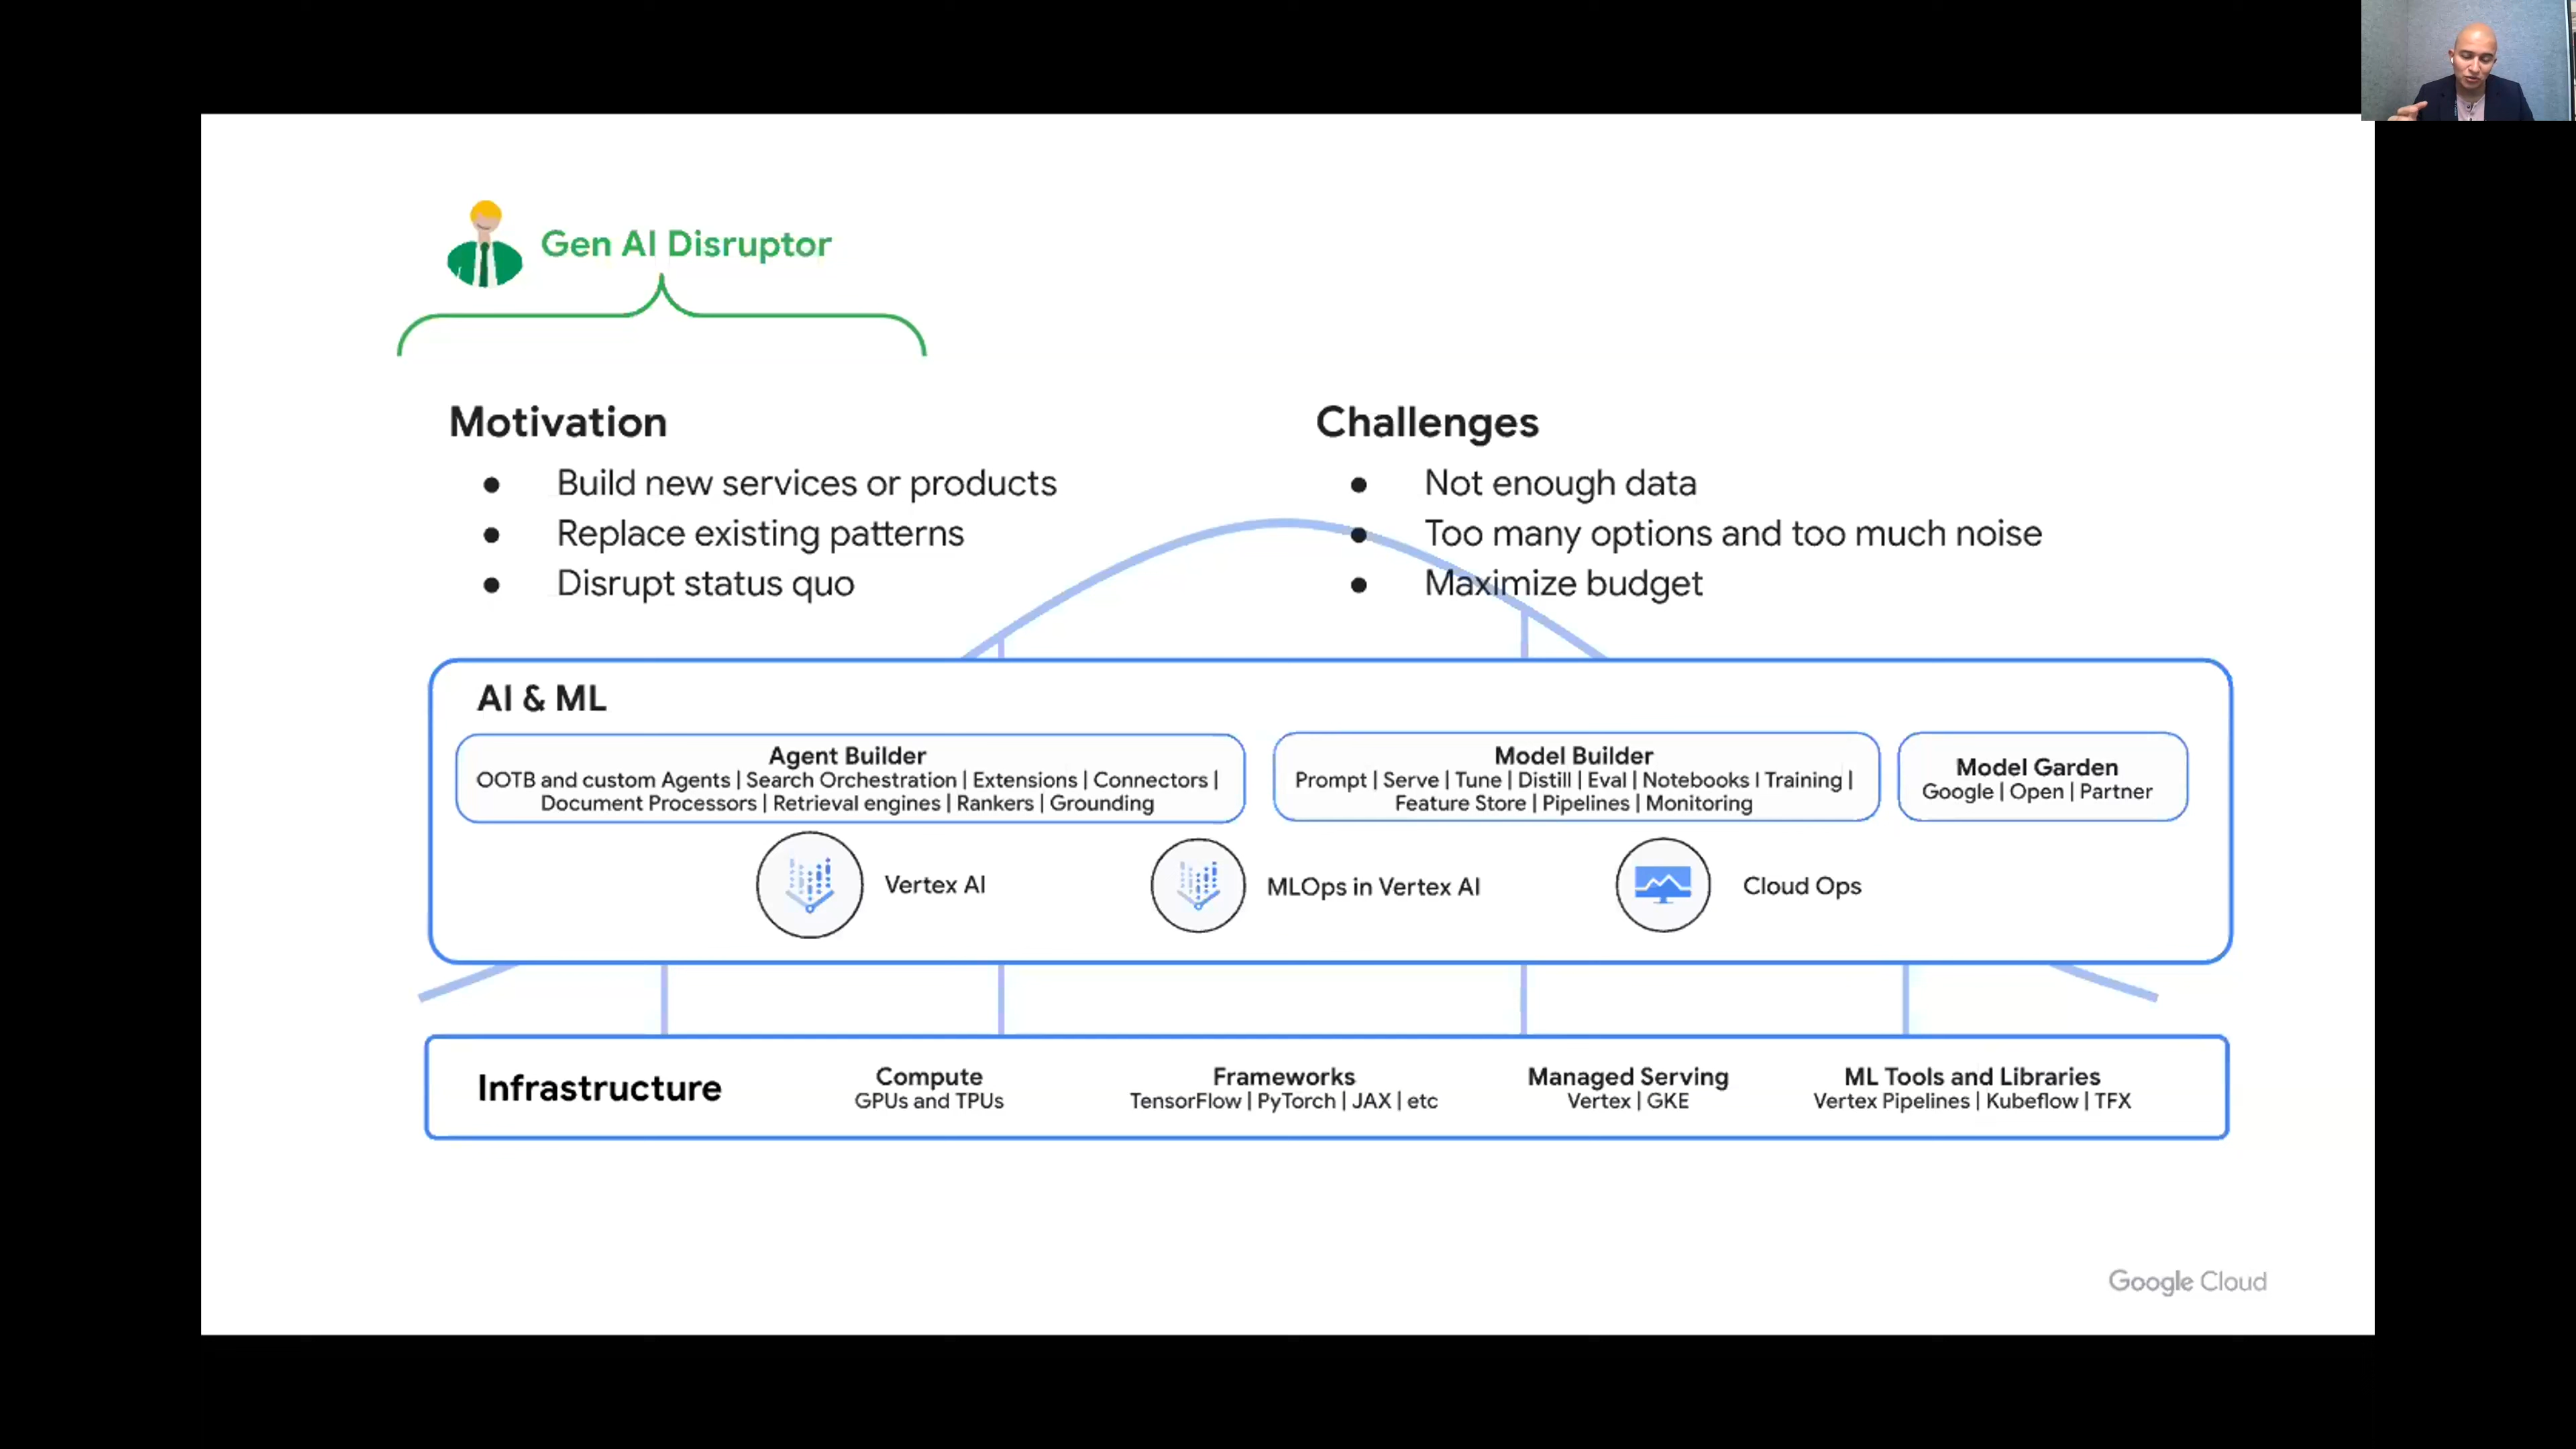 Gen AI Disruptor
Motivation
● Build new services or products
● Replace existing patterns
● Disrupt status quo
Challenges
● Not enough data
● Too many options and too much noise
● Maximize budget
AI & ML
Agent Builder
OOTB and custom Agents | Search Orchestration | Extensions | Connectors |
Document Processors | Retrieval engines | Rankers | Grounding
Model Builder
Prompt | Serve | Tune | Distill | Eval | Notebooks I Training |
Feature Store | Pipelines | Monitoring
Model Garden
Google | Open | Partner
Vertex AI
MLOps in Vertex AI
Cloud Ops
Infrastructure
Compute
GPUs and TPUs
Frameworks
TensorFlow | PyTorch | JAX | etc
Managed Serving
Vertex | GKE
ML Tools and Libraries
Vertex Pipelines | Kubeflow | TFX
Google Cloud